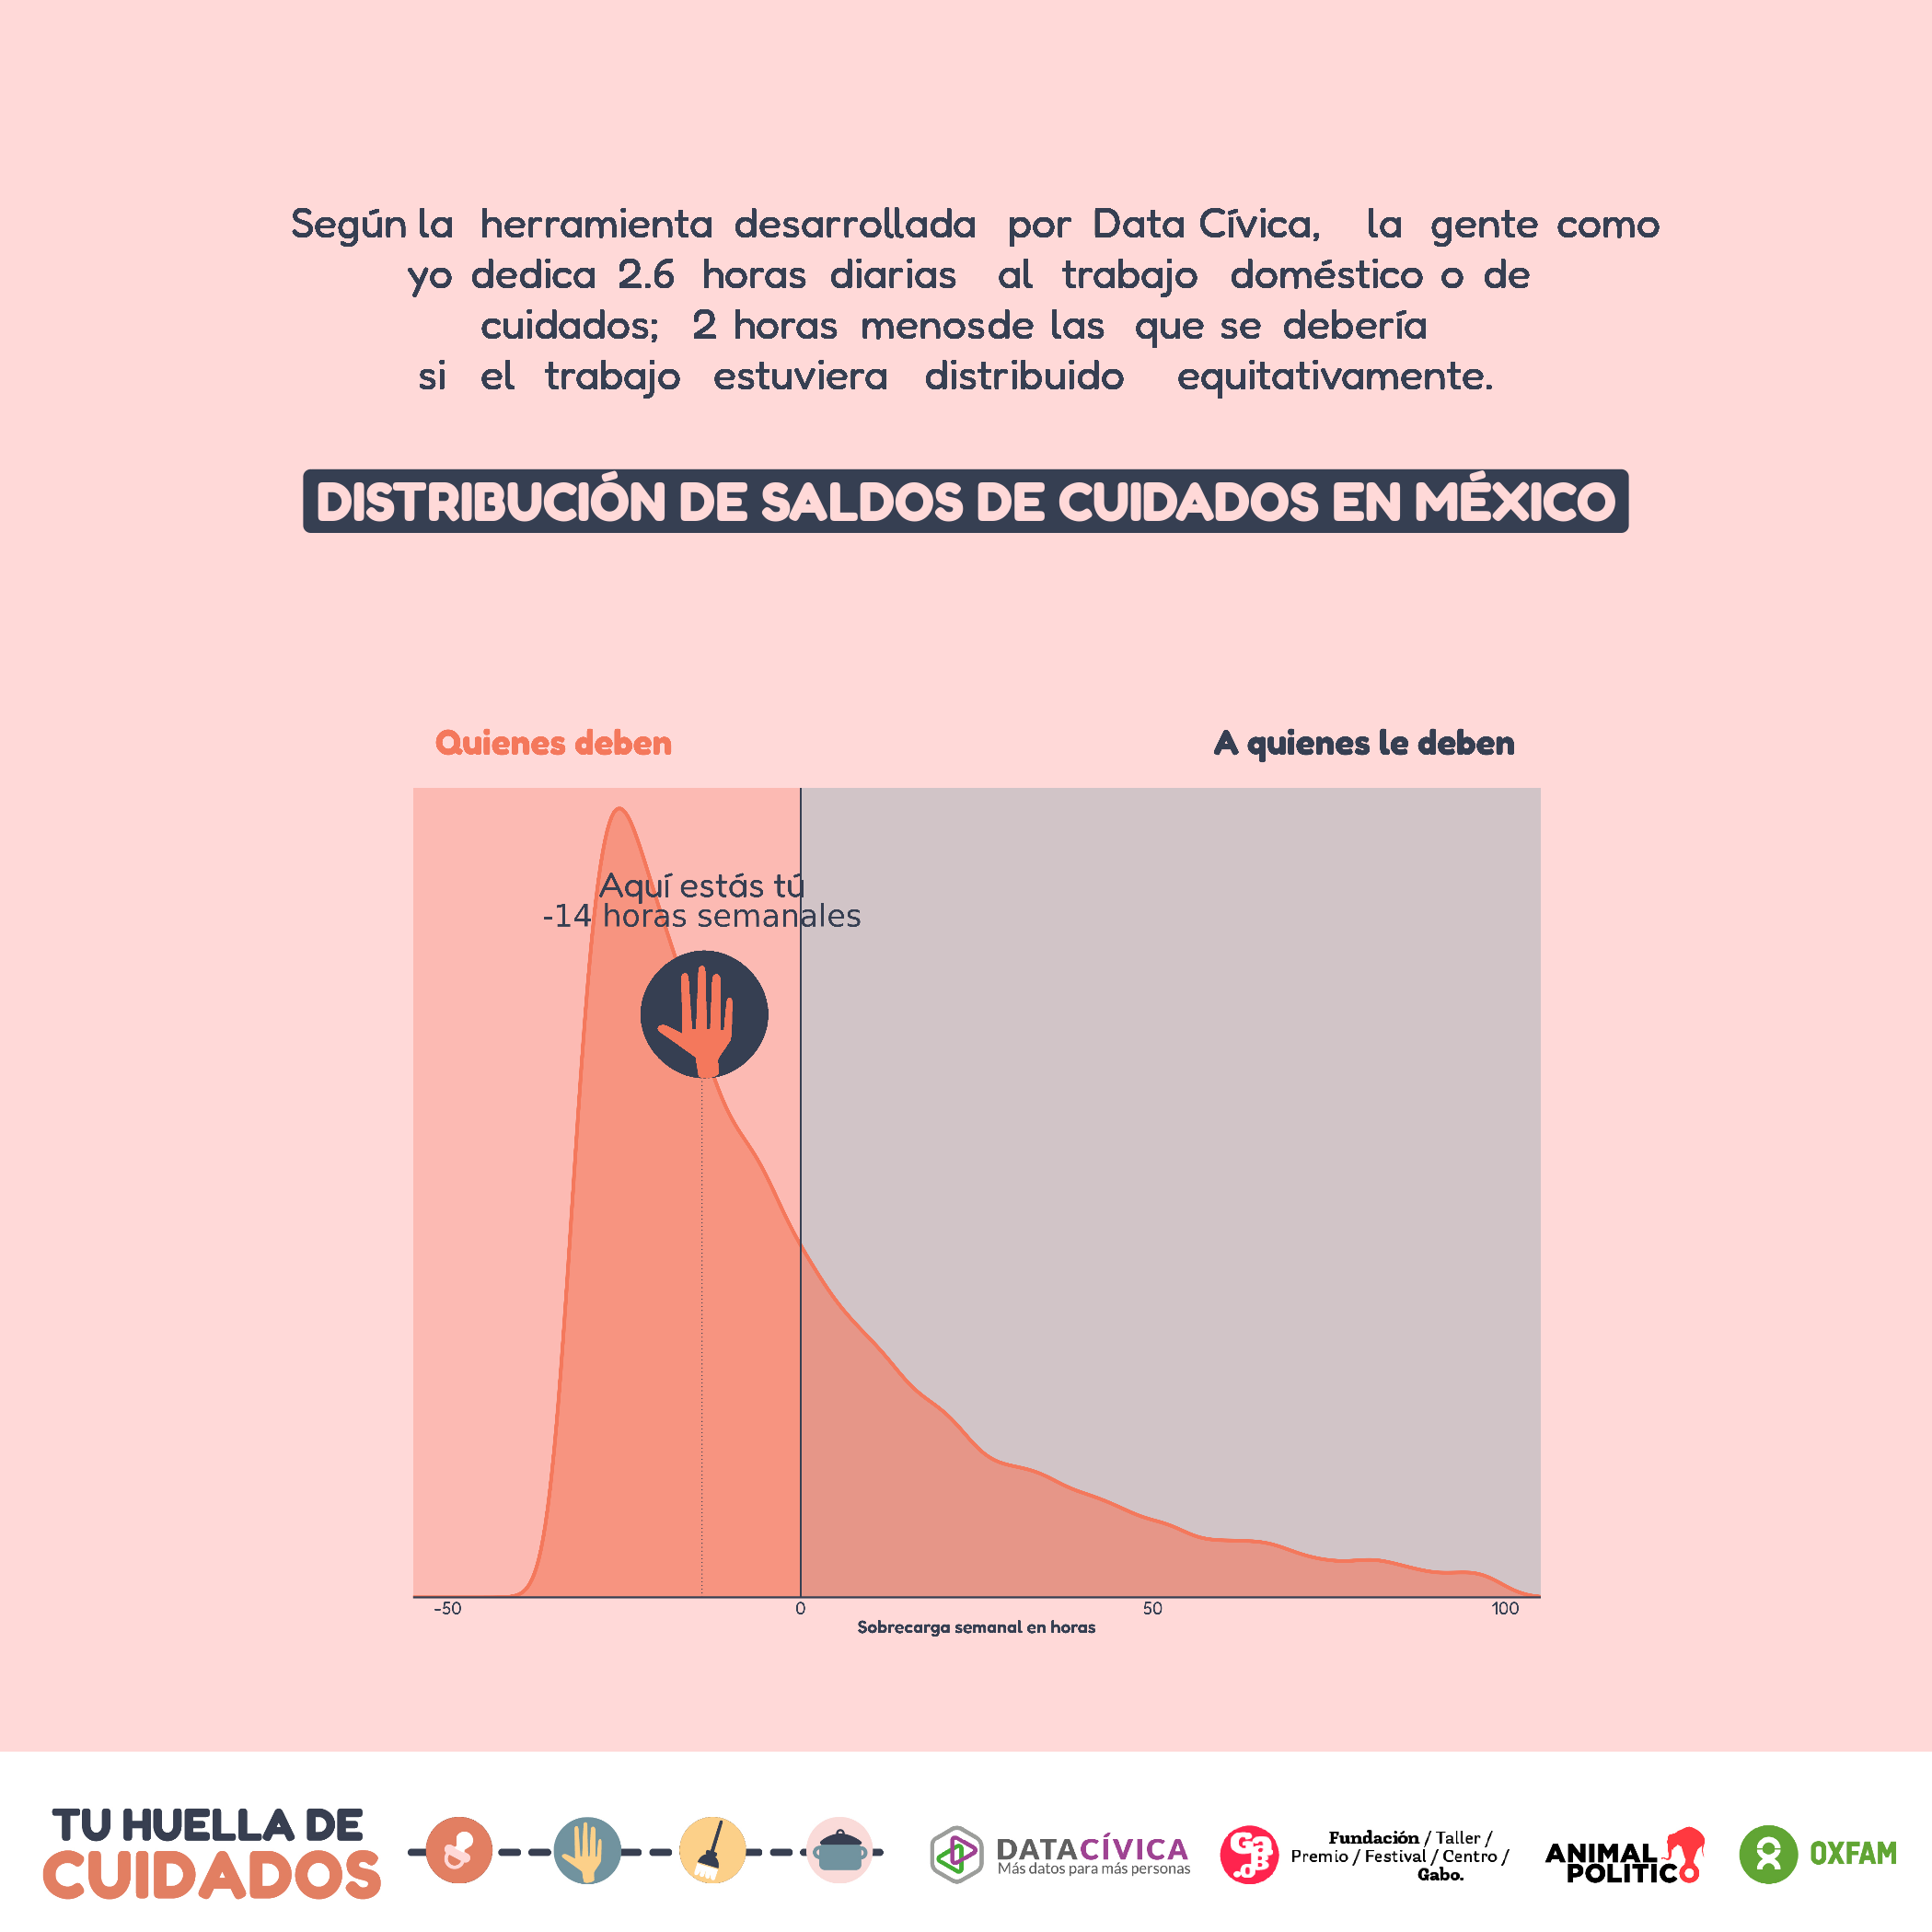 Según la herramienta desarrollada por Data Cívica, la gente como
yo dedica 2.6 horas diarias al trabajo doméstico o de
cuidados; 2 horas menosde las que se debería
si el trabajo estuviera distribuido equitativamente.
DISTRIBUCIÓN DE SALDOS DE CUIDADOS EN MÉXICO
Quienes deben
A quienes le deben
Aquí estás tú
-14 horas semanales
-50
0
50
100
Sobrecarga semanal en horas
TU HUELLA DE
CUIDADOS
DATACÍVICA
Más datos para más personas
GaBo
Fundación / Taller /
Premio / Festival / Centro /
Gabo.
ANIMAL
POLITICO
OXFAM